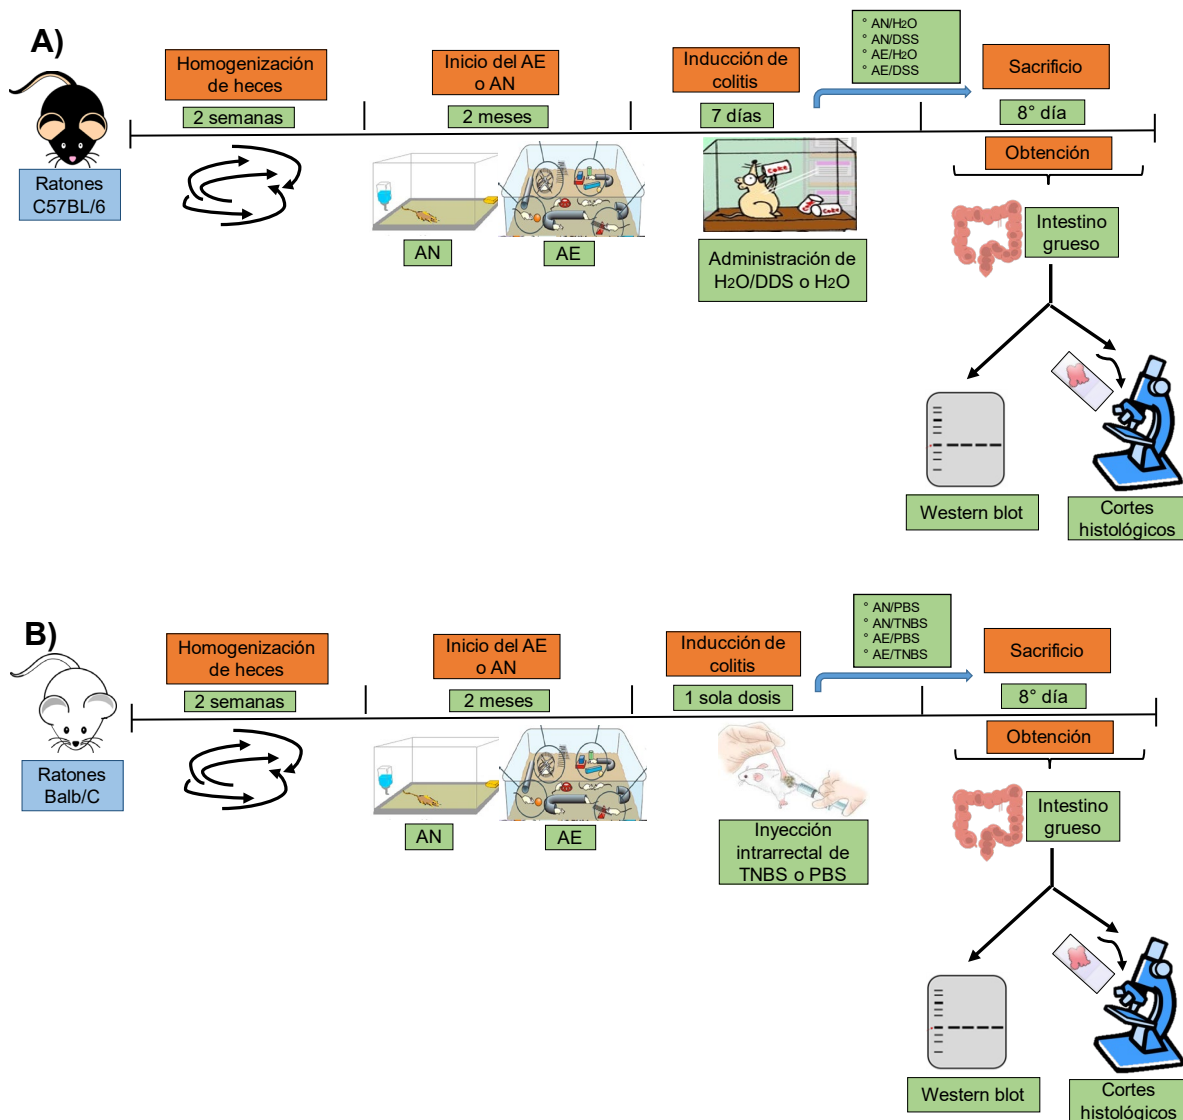 A)
Ratones
C57BL/6
Homogenización
de heces
2 semanas
Inicio del AE
o AN
2 meses
AN
AE
Inducción de
colitis
7 días
Coke
Coke
Administración de
H2O/DDS o H2O
° AN/H2O
° AN/DSS
° AE/H2O
° AE/DSS
Sacrificio
8° día
Obtención
Intestino
grueso
Western blot
Cortes
histológicos
B)
Ratones
Balb/C
Homogenización
de heces
2 semanas
Inicio del AE
o AN
2 meses
AN
AE
Inducción de
colitis
1 sola dosis
Inyección
intrarrectal de
TNBS o PBS
° AN/PBS
° AN/TNBS
° AE/PBS
° AE/TNBS
Sacrificio
8° día
Obtención
Intestino
grueso
Western blot
Cortes
histológicos